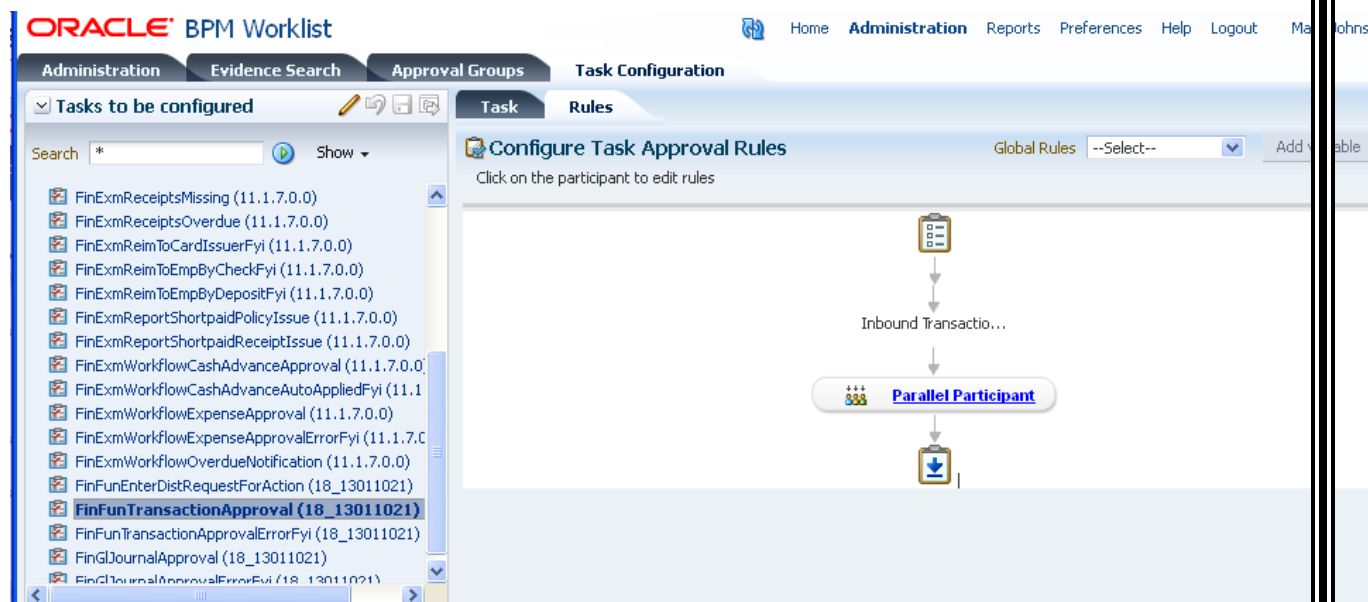 ORACLE BPM Worklist
Home Administration Reports Preferences Help Logout
Administration Evidence Search Approval Groups Task Configuration
Tasks to be configured
Task Rules
Search * Show
Configure Task Approval Rules
Global Rules --Select-- Add
Click on the participant to edit rules
FinExmReceiptsMissing (11.1.7.0.0)
FinExmReceiptsOverdue (11.1.7.0.0)
FinExmReimToCardIssuerFyi (11.1.7.0.0)
FinExmReimToEmpByCheckFyi (11.1.7.0.0)
FinExmReimToEmpByDepositFyi (11.1.7.0.0)
FinExmReportShortpaidPolicyIssue (11.1.7.0.0)
FinExmReportShortpaidReceiptIssue (11.1.7.0.0)
FinExmWorkflowCashAdvanceApproval (11.1.7.0.0
FinExmWorkflowCashAdvanceAutoAppliedFyi (11.1
FinExmWorkflowExpenseApproval (11.1.7.0.0)
FinExmWorkflowExpenseApprovalErrorFyi (11.1.7.0
FinExmWorkflowOverdueNotification (11.1.7.0.0)
FinFunEnterDistRequestForAction (18_13011021)
FinFunTransactionApproval (18_13011021)
FinFunTransactionApprovalErrorFyi (18_13011021)
FinGlJournalApproval (18_13011021)
FinGlJournalApprovalErrorFyi (18_13011021)
Inbound Transactio...
Parallel Participant